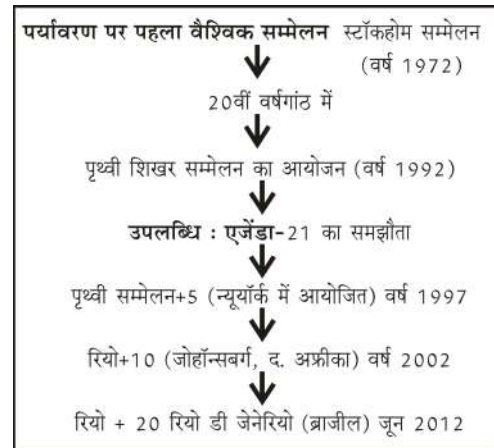 पर्यावरण पर पहला वैश्विक सम्मेलन स्टॉकहोम सम्मेलन
(वर्ष 1972)
20वीं वर्षगांठ में
पृथ्वी शिखर सम्मेलन का आयोजन (वर्ष 1992)
उपलब्धि : एजेंडा-21 का समझौता
पृथ्वी सम्मेलन+5 (न्यूयॉर्क में आयोजित) वर्ष 1997
रियो+10 (जोहॉन्सबर्ग, द. अफ्रीका) वर्ष 2002
रियो + 20 रियो डी जेनेरियो (ब्राजील) जून 2012